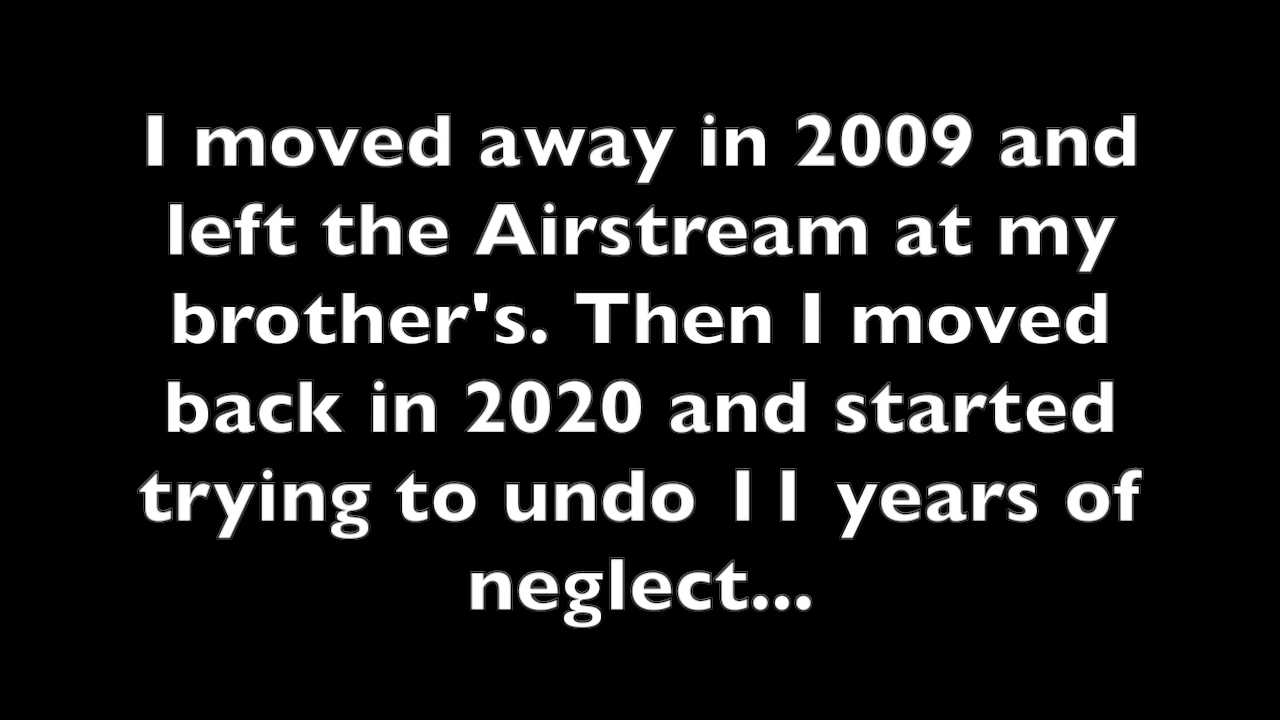 I moved away in 2009 and
left the Airstream at my
brother's. Then I moved
back in 2020 and started
trying to undo 11 years of
neglect...